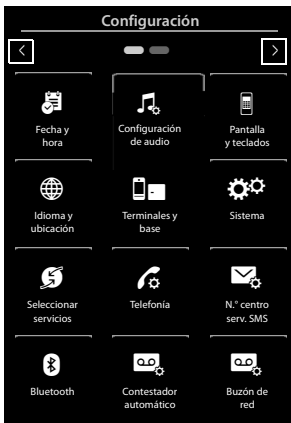 Configuración
Fecha y
hora
Configuración
de audio
Pantalla
y teclados
Idioma y
ubicación
Terminales y
base
Sistema
Seleccionar
servicios
Telefonía
N.° centro
serv. SMS
Bluetooth
Contestador
automático
Buzón de
red